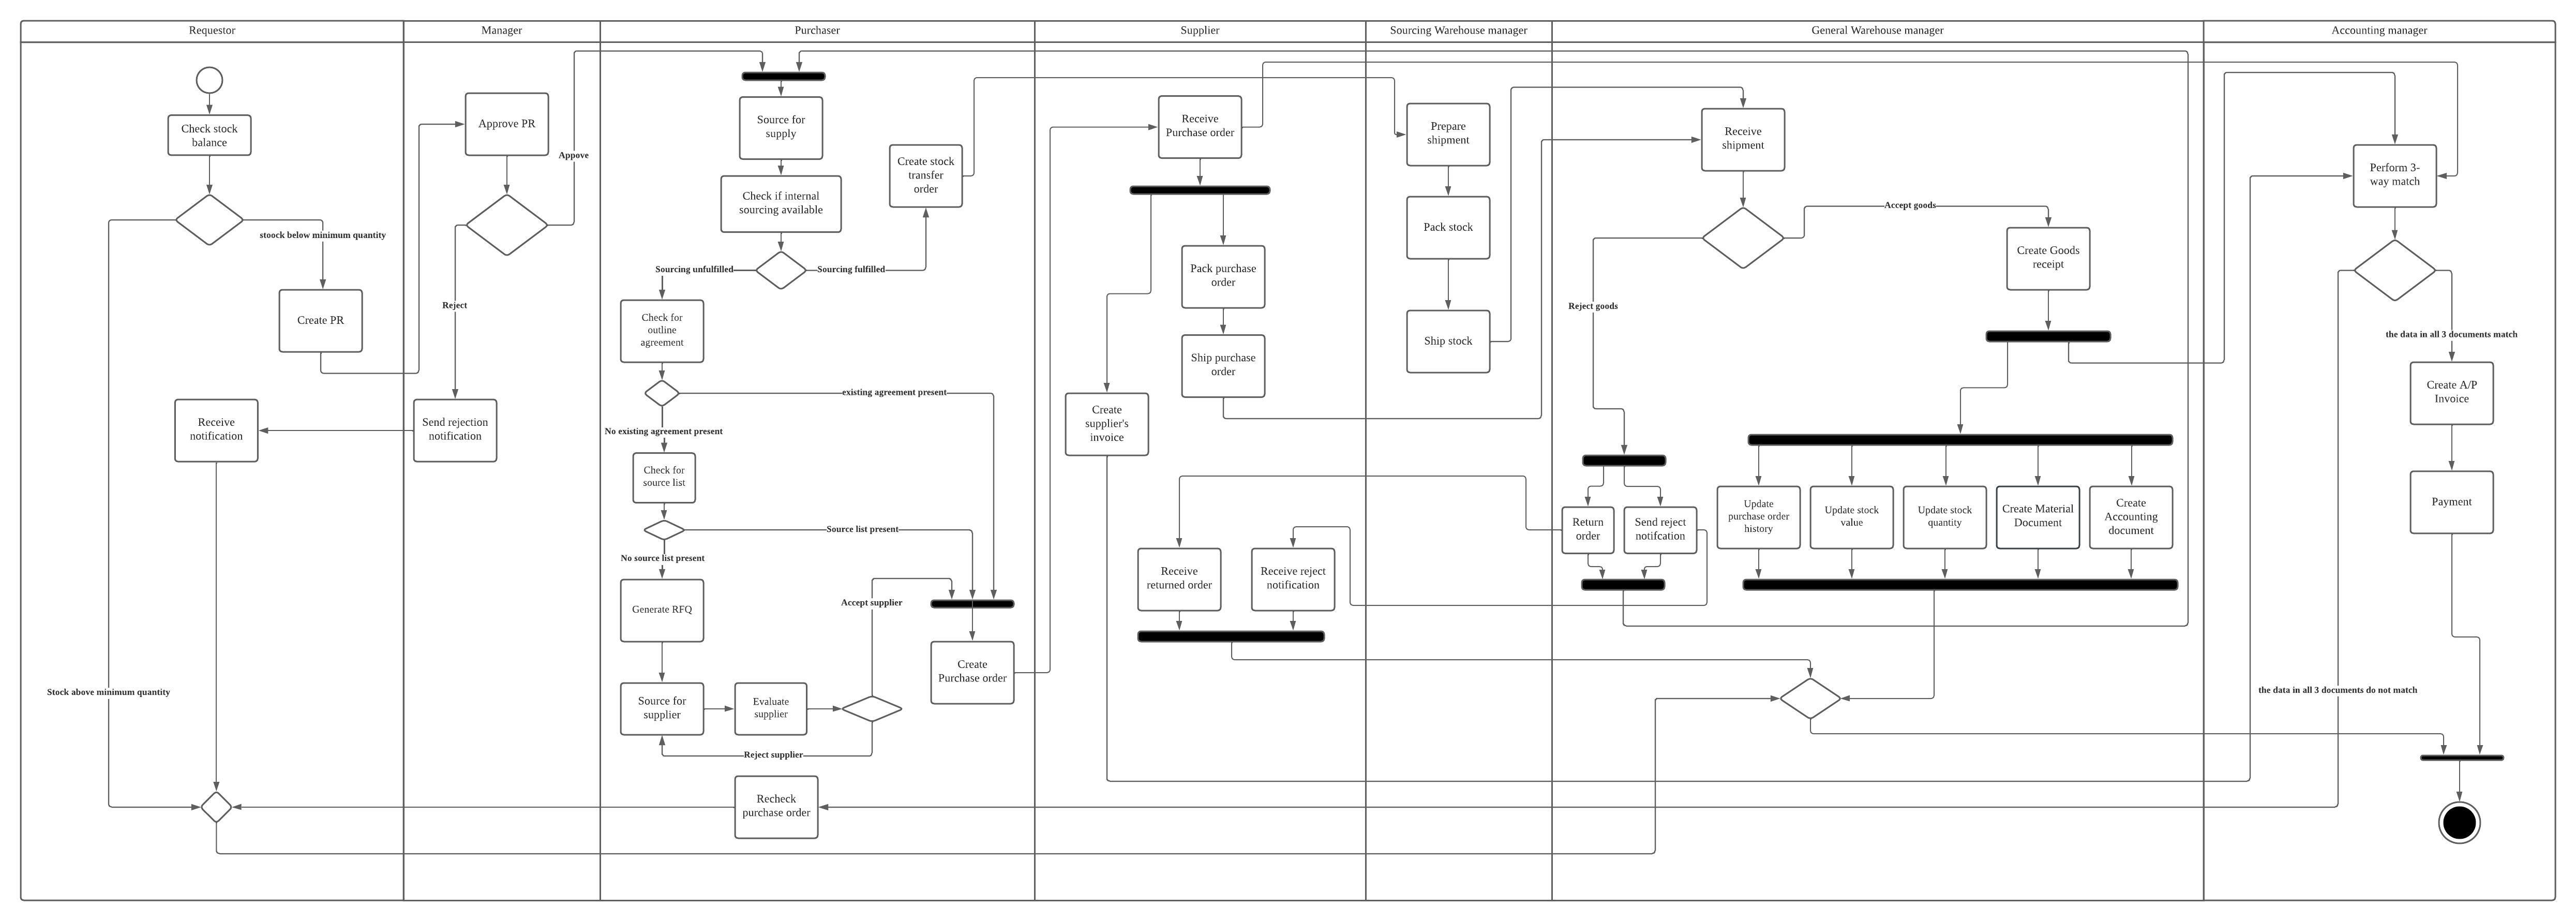 Requestor
Manager
Purchaser
Supplier
Sourcing Warehouse manager
General Warehouse manager
Accounting manager
Check stock
balance
stoock below minimum quantity
Create PR
Receive
notification
Stock above minimum quantity
Approve PR
Approve
Reject
Send rejection
notification
Source for
supply
Check if internal
sourcing available
Create stock
transfer
order
Sourcing unfulfilled
Sourcing fulfilled
Check for
outline
agreement
existing agreement present
No existing agreement present
Check for
source list
Source list present
No source list present
Generate RFQ
Accept supplier
Create
Purchase order
Source for
supplier
Evaluate
supplier
Reject supplier
Recheck
purchase order
Receive
Purchase order
Pack purchase
order
Ship purchase
order
Create
supplier's
invoice
Receive
returned order
Receive reject
notification
Prepare
shipment
Pack stock
Ship stock
Receive
shipment
Accept goods
Create Goods
receipt
Reject goods
Return
order
Send reject
notifcation
Update
purchase order
history
Update stock
value
Update stock
quantity
Create Material
Document
Create
Accounting
document
Perform 3-
way match
the data in all 3 documents match
Create A/P
Invoice
Payment
the data in all 3 documents do not match